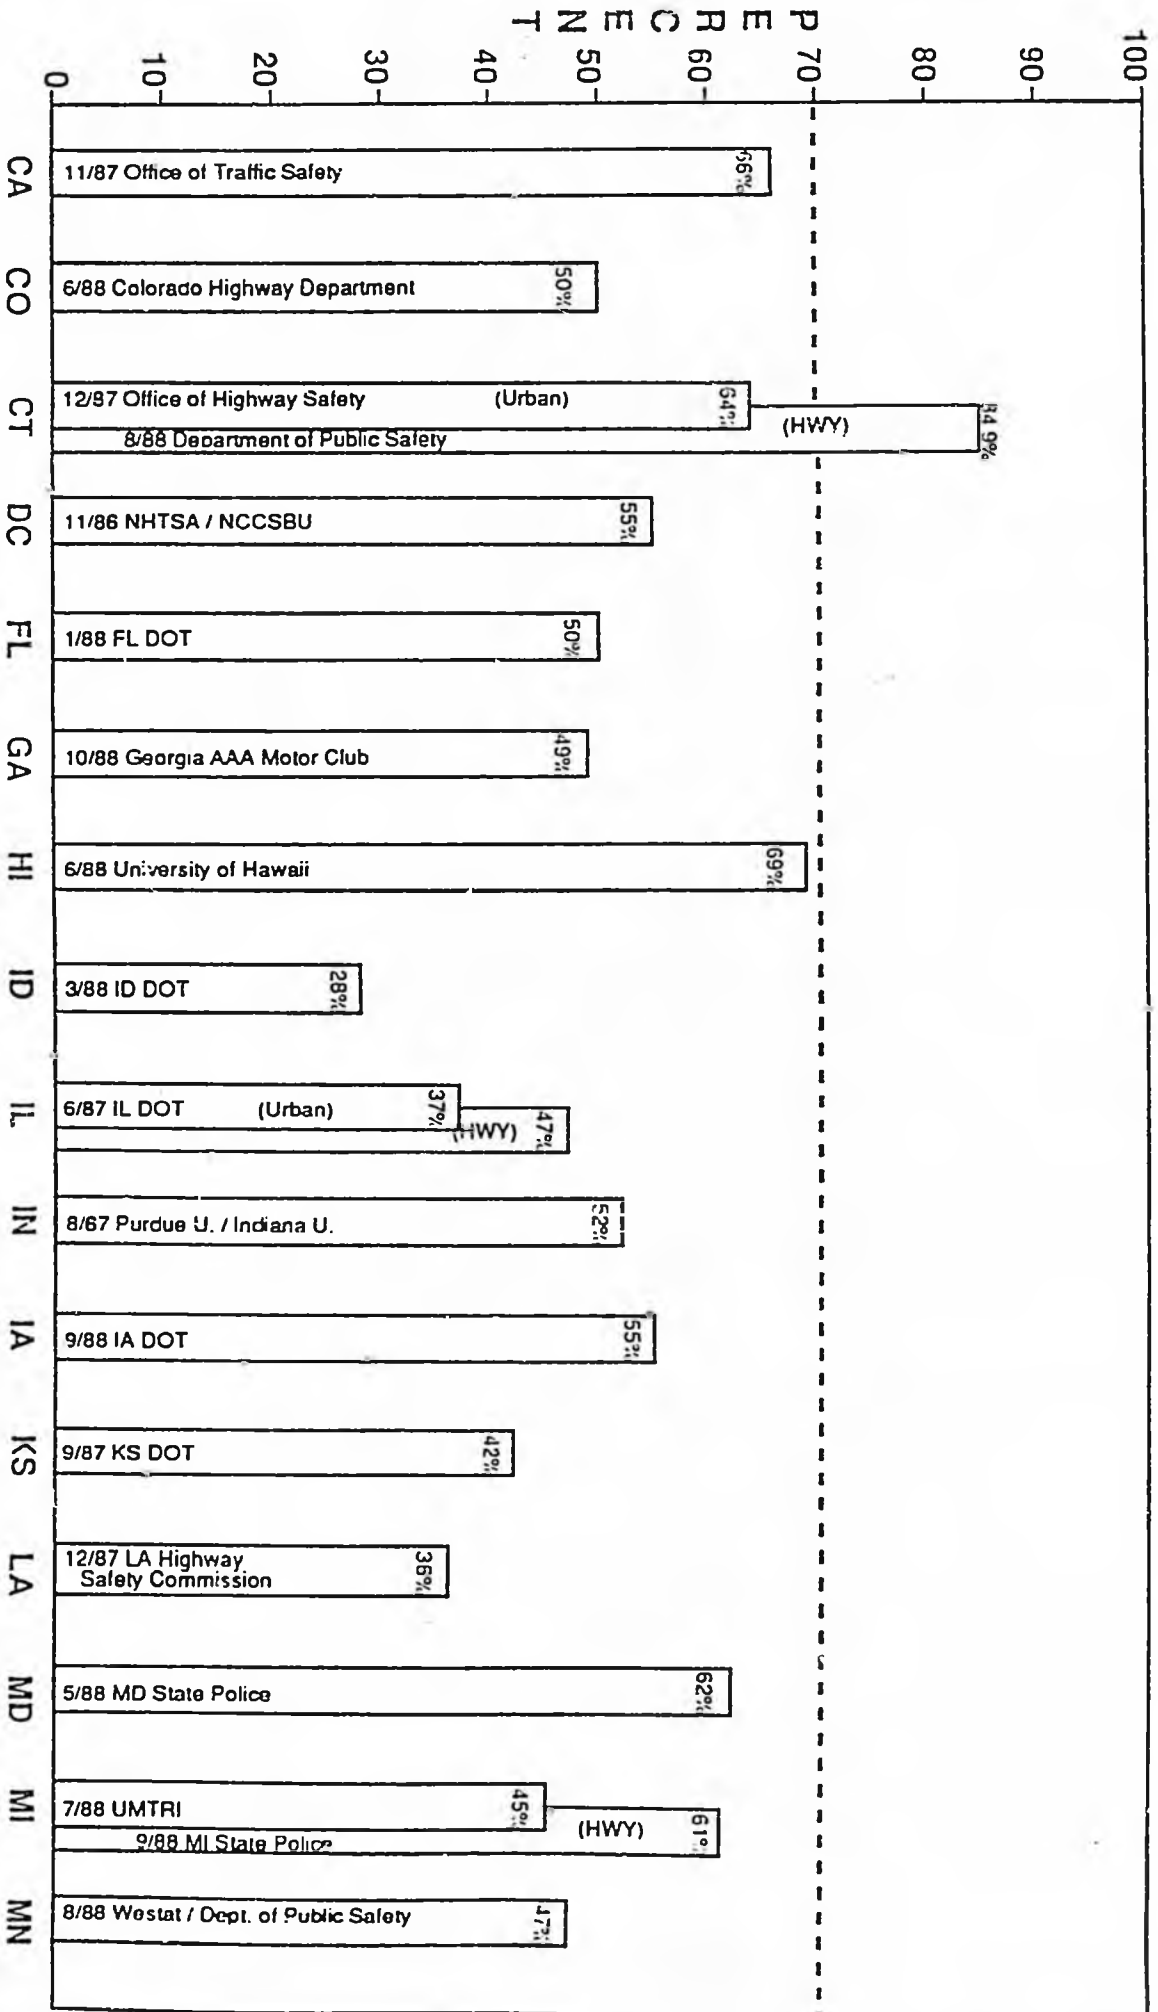 PERCENT
100
90
80
70
60
50
40
30
20
10
0
CA
11/87 Office of Traffic Safety
66%
CO
6/88 Colorado Highway Department
50%
CT
12/87 Office of Highway Safety (Urban)
64%
8/88 Department of Public Safety
(HWY)
84 9%
DC
11/86 NHTSA / NCCSBU
55%
FL
1/88 FL DOT
50%
GA
10/88 Georgia AAA Motor Club
49%
HI
6/88 University of Hawaii
69%
ID
3/88 ID DOT
28%
IL
6/87 IL DOT (Urban)
37%
(HWY)
47%
IN
8/67 Purdue U. / Indiana U.
52%
IA
9/88 IA DOT
55%
KS
9/87 KS DOT
42%
LA
12/87 LA Highway
Safety Commission
36%
MD
5/88 MD State Police
62%
MI
7/88 UMTRI
45%
9/88 MI State Police
(HWY)
61%
MN
8/88 Westat / Dept. of Public Safety
47%